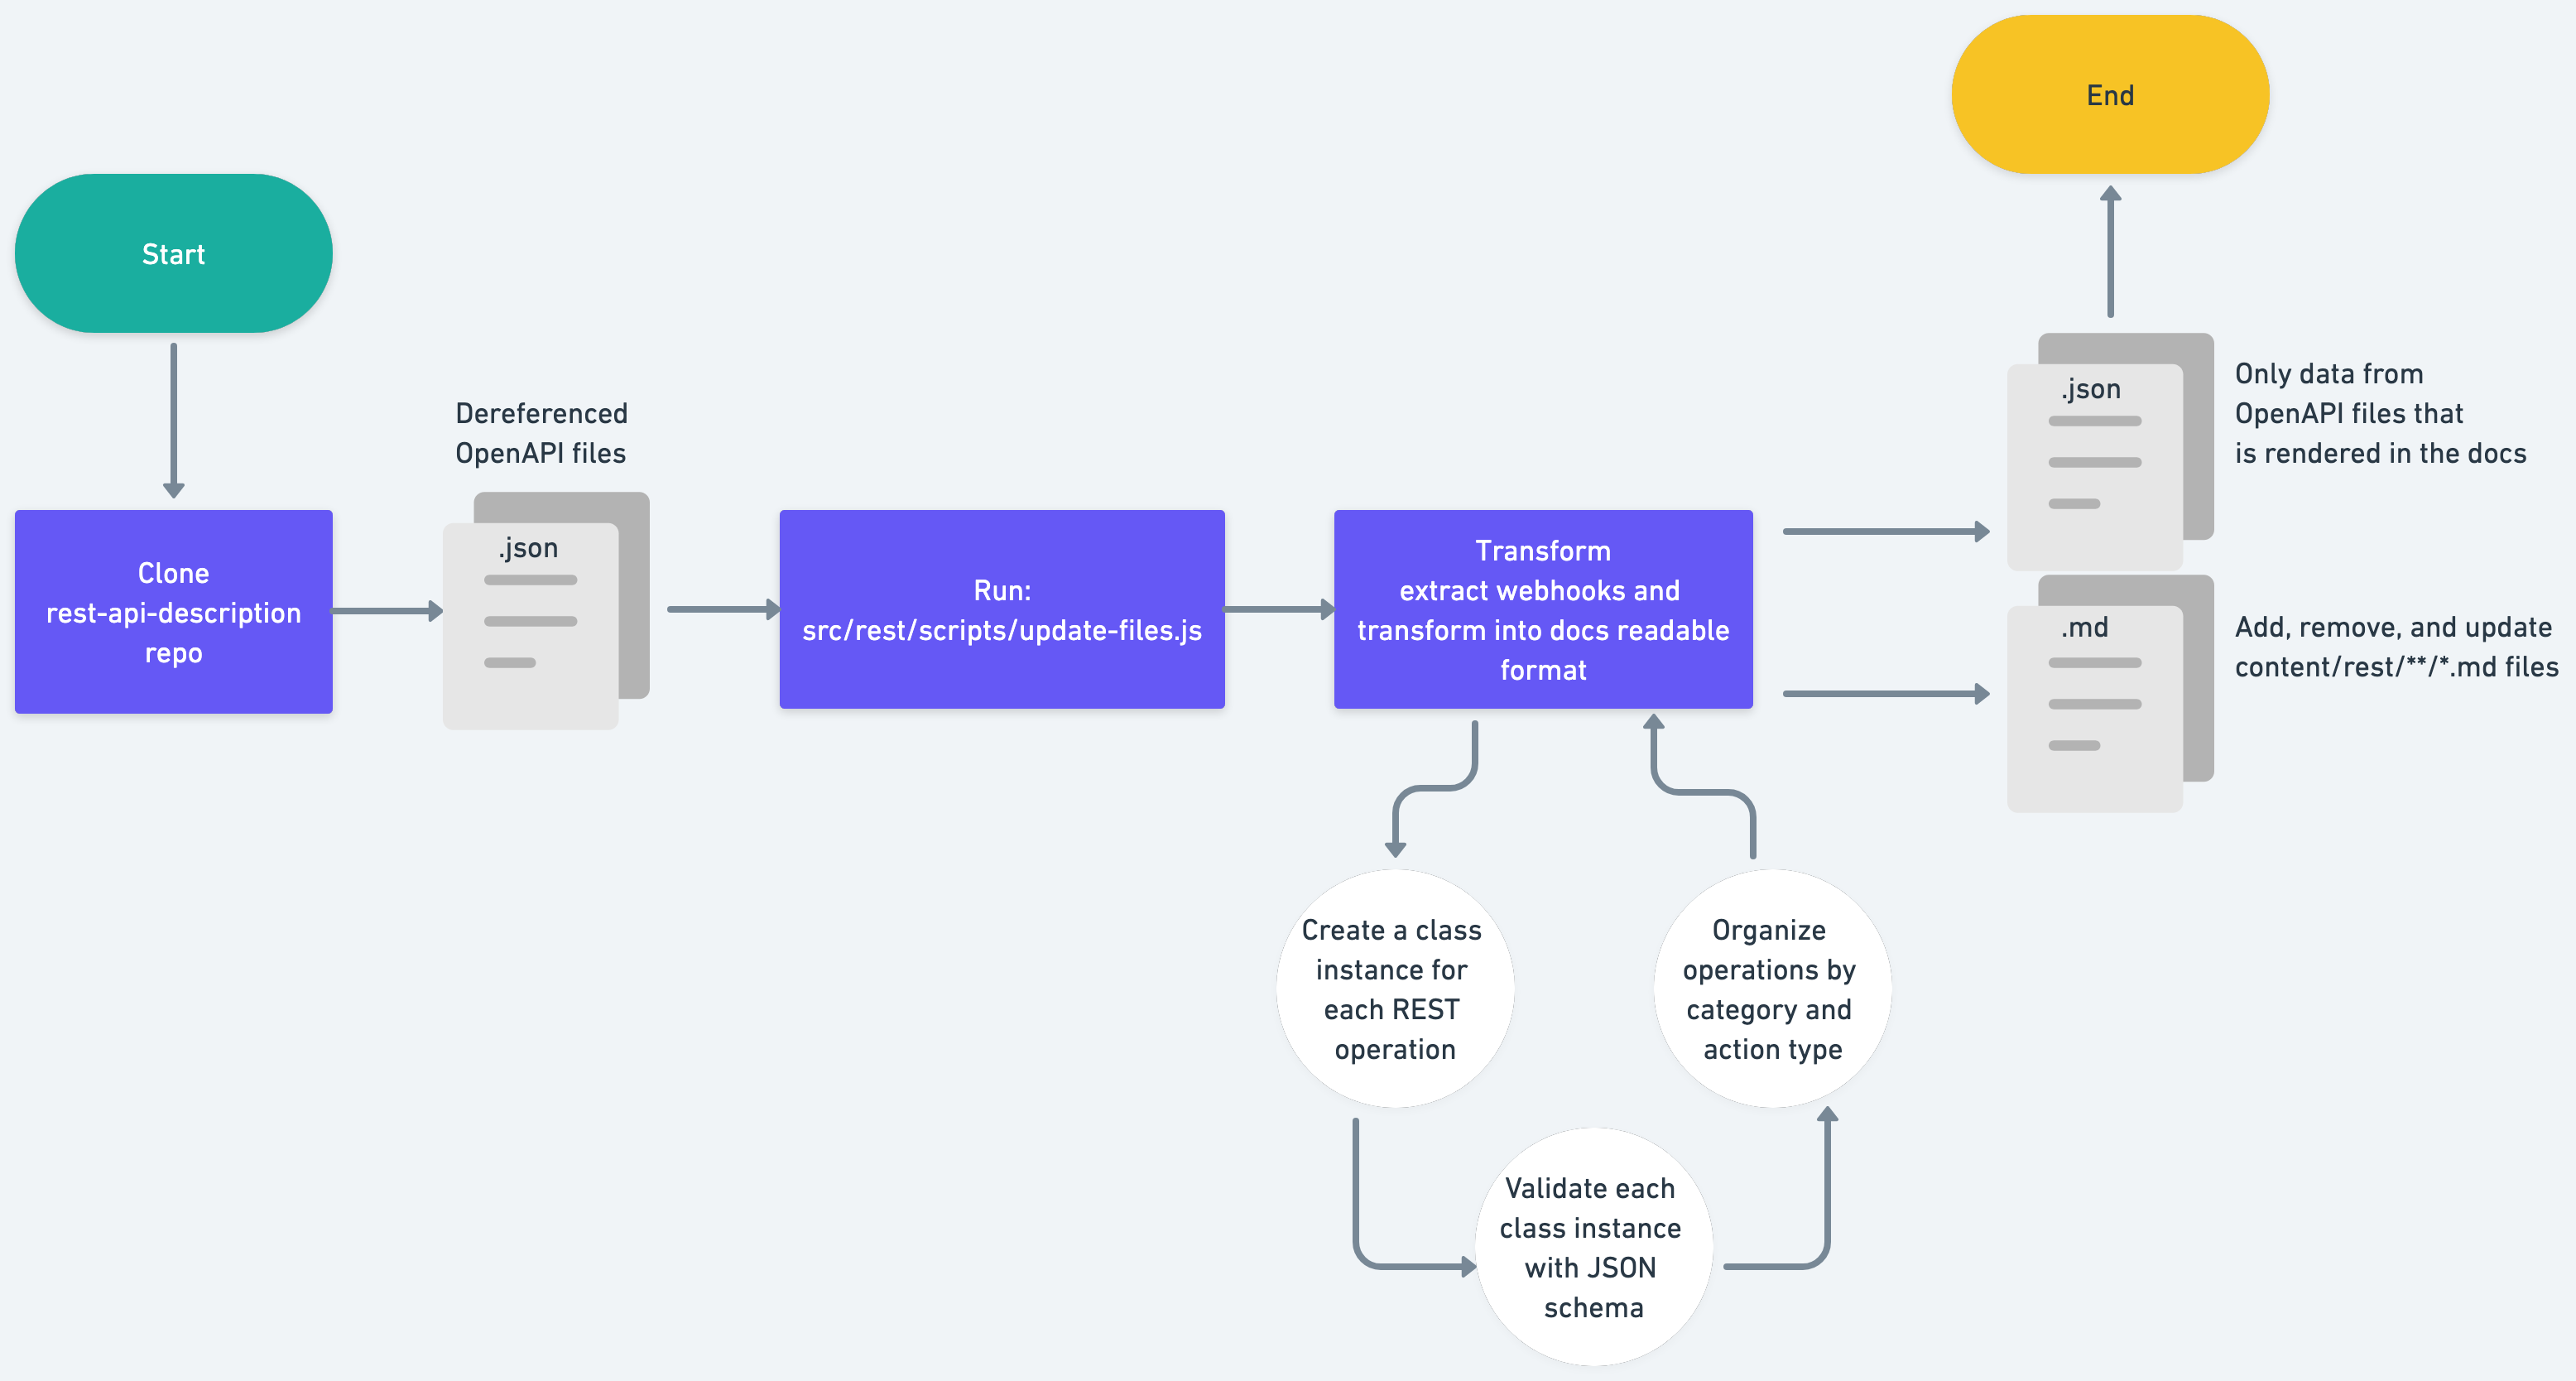 Start
Clone
rest-api-description
repo
Dereferenced
OpenAPI files
.json
Run:
src/rest/scripts/update-files.js
Transform
extract webhooks and
transform into docs readable
format
Create a class
instance for
each REST
operation
Validate each
class instance
with JSON
schema
Organize
operations by
category and
action type
.json
Only data from
OpenAPI files that
is rendered in the docs
.md
Add, remove, and update
content/rest/**/*.md files
End